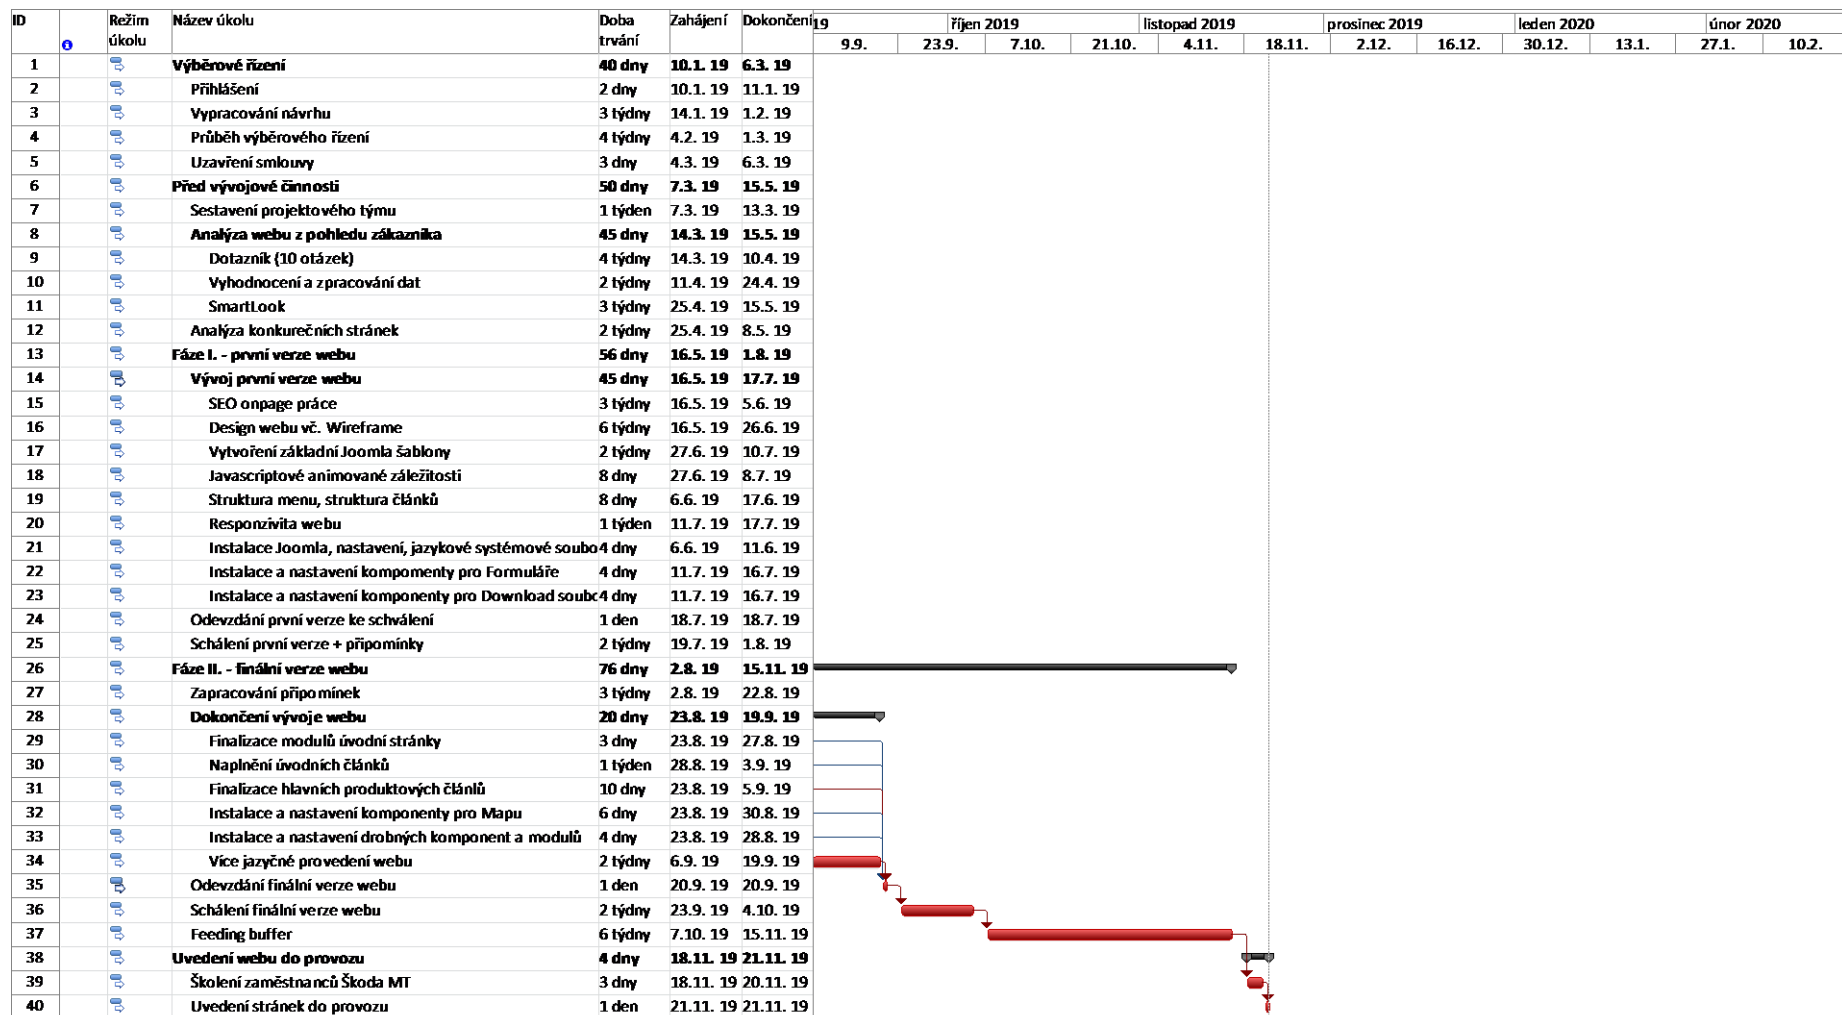 ID Režim úkolu Název úkolu Doba trvání Zahájení Dokončení 19 říjen 2019 listopad 2019 prosinec 2019 leden 2020 únor 2020
9.9. 23.9. 7.10. 21.10. 4.11. 18.11. 2.12. 16.12. 30.12. 13.1. 27.1. 10.2.
1 Výběrové řízení 40 dny 10.1. 19 6.3. 19
2 Přihlášení 2 dny 10.1. 19 11.1. 19
3 Vypracování návrhu 3 týdny 14.1. 19 1.2. 19
4 Průběh výběrového řízení 4 týdny 4.2. 19 1.3. 19
5 Uzavření smlouvy 3 dny 4.3. 19 6.3. 19
6 Před vývojové činnosti 50 dny 7.3. 19 15.5. 19
7 Sestavení projektového týmu 1 týden 7.3. 19 13.3. 19
8 Analýza webu z pohledu zákazníka 45 dny 14.3. 19 15.5. 19
9 Dotazník (10 otázek) 4 týdny 14.3. 19 10.4. 19
10 Vyhodnocení a zpracování dat 2 týdny 11.4. 19 24.4. 19
11 SmartLook 3 týdny 25.4. 19 15.5. 19
12 Analýza konkurečních stránek 2 týdny 25.4. 19 8.5. 19
13 Fáze I. - první verze webu 56 dny 16.5. 19 1.8. 19
14 Vývoj první verze webu 45 dny 16.5. 19 17.7. 19
15 SEO onpage práce 3 týdny 16.5. 19 5.6. 19
16 Design webu vč. Wireframe 6 týdny 16.5. 19 26.6. 19
17 Vytvoření základní Joomla šablony 2 týdny 27.6. 19 10.7. 19
18 Javascriptové animované záležitosti 8 dny 27.6. 19 8.7. 19
19 Struktura menu, struktura článků 8 dny 6.6. 19 17.6. 19
20 Responzivita webu 1 týden 11.7. 19 17.7. 19
21 Instalace Joomla, nastavení, jazykové systémové soubo 4 dny 6.6. 19 11.6. 19
22 Instalace a nastavení kompomenty pro Formuláře 4 dny 11.7. 19 16.7. 19
23 Instalace a nastavení komponenty pro Download soubo 4 dny 11.7. 19 16.7. 19
24 Odevzdání první verze ke schválení 1 den 18.7. 19 18.7. 19
25 Schálení první verze + připomínky 2 týdny 19.7. 19 1.8. 19
26 Fáze II. - finální verze webu 76 dny 2.8. 19 15.11. 19
27 Zapracování připomínek 3 týdny 2.8. 19 22.8. 19
28 Dokončení vývoje webu 20 dny 23.8. 19 19.9. 19
29 Finalizace modulů úvodní stránky 3 dny 23.8. 19 27.8. 19
30 Naplnění úvodních článků 1 týden 28.8. 19 3.9. 19
31 Finalizace hlavních produktových článlů 10 dny 23.8. 19 5.9. 19
32 Instalace a nastavení komponenty pro Mapu 6 dny 23.8. 19 30.8. 19
33 Instalace a nastavení drobných komponent a modulů 4 dny 23.8. 19 28.8. 19
34 Více jazyčné provedení webu 2 týdny 6.9. 19 19.9. 19
35 Odevzdání finální verze webu 1 den 20.9. 19 20.9. 19
36 Schálení finální verze webu 2 týdny 23.9. 19 4.10. 19
37 Feeding buffer 6 týdny 7.10. 19 15.11. 19
38 Uvedení webu do provozu 4 dny 18.11. 19 21.11. 19
39 Školení zaměstnanců Škoda MT 3 dny 18.11. 19 20.11. 19
40 Uvedení stránek do provozu 1 den 21.11. 19 21.11. 19